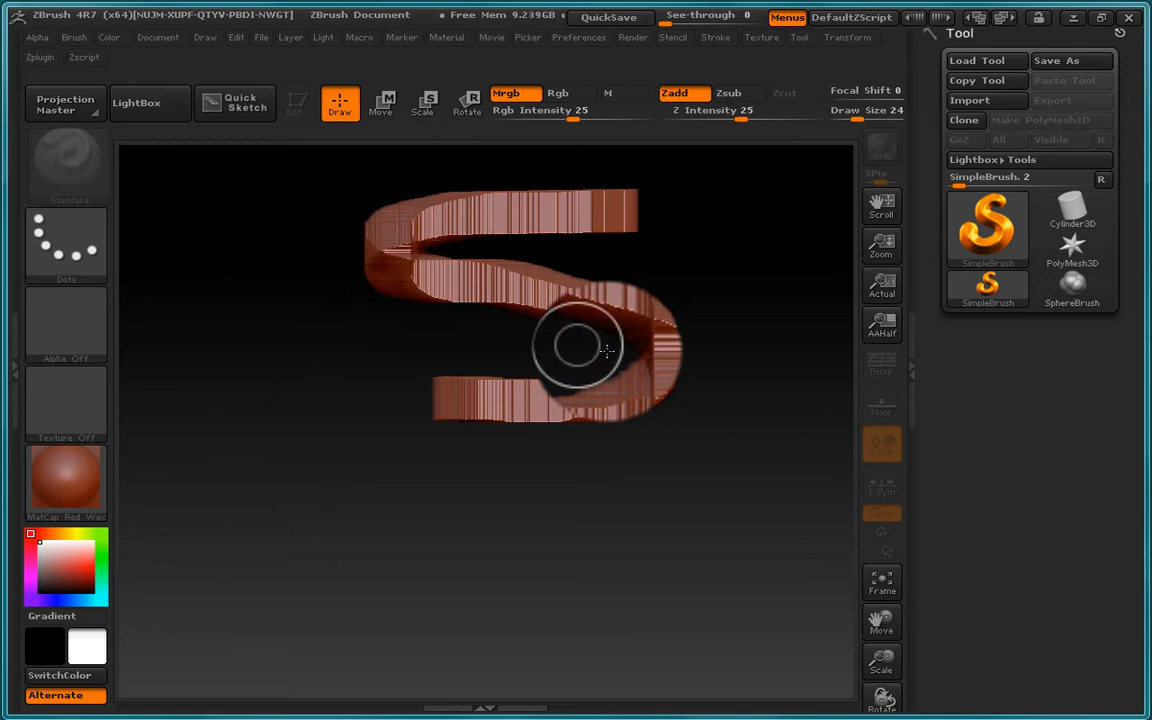 ZBrush 4R7 (x64)[NUJM-XUPF-QTYV-PBDI-NWGT] ZBrush Document • Free Mem 9.239GB • QuickSave See-through 0 Menus DefaultZScript
Alpha Brush Color Document Draw Edit File Layer Light Macro Marker Material Movie Picker Preferences Render Stencil Stroke Texture Tool Transform
Zplugin Zscript
Tool
Load Tool Save As
Copy Tool Paste Tool
Import Export
Clone Make PolyMesh3D
GoZ All Visible R
Lightbox▸Tools
SimpleBrush. 2 R
SimpleBrush
Cylinder3D
PolyMesh3D
SimpleBrush
SphereBrush
Projection Master
LightBox
Quick Sketch
Edit
Draw
Move
Scale
Rotate
Mrgb Rgb M
Rgb Intensity 25
Zadd Zsub Zcut
Z Intensity 25
Focal Shift 0
Draw Size 24
Standard
Dots
Alpha Off
Texture Off
MatCap Red Wax
Gradient
SwitchColor
Alternate
BPR
SPix
Scroll
Zoom
Actual
AAHalf
Persp
Floor
Local
L.Sym
Frame
Move
Scale
Rotate